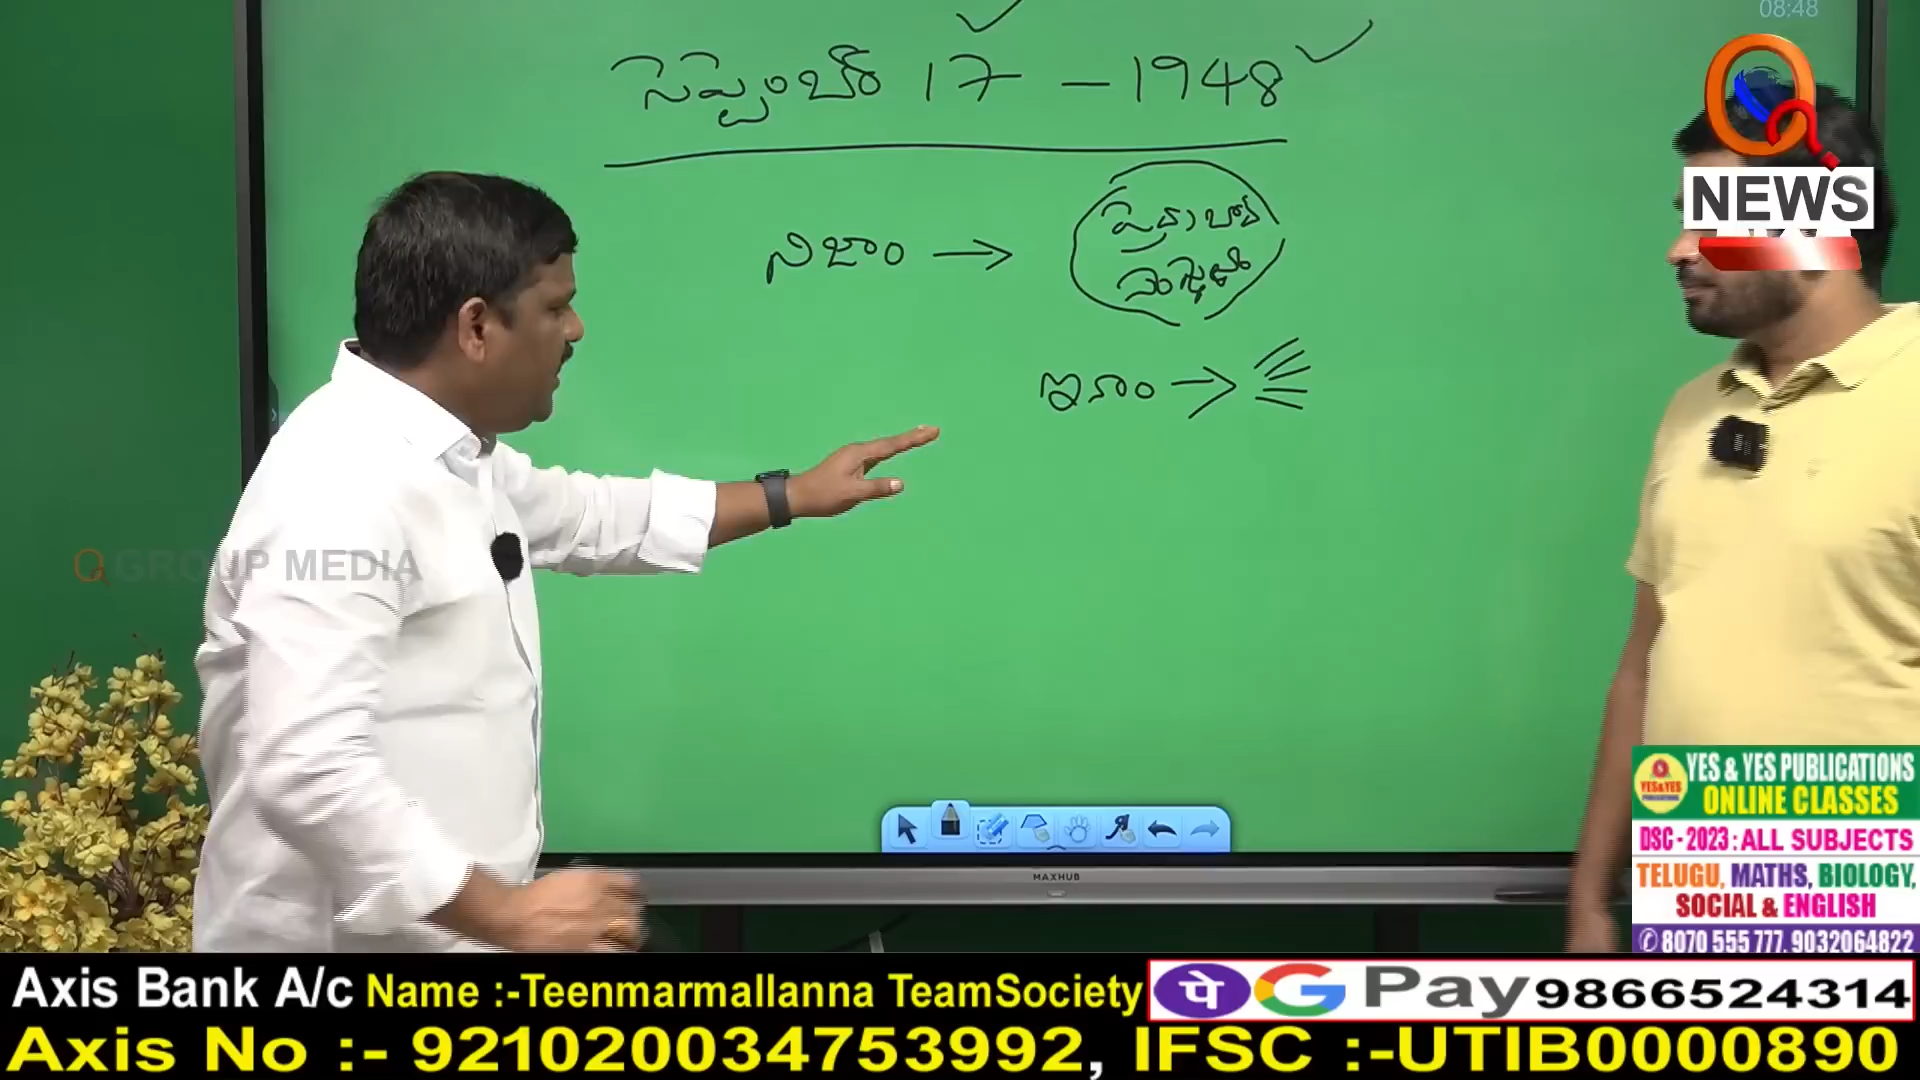 08:48
సెప్టెంబర్ 17 - 1948
Q
NEWS
నిజాం →
హైద్రాబాద్
సంస్థానం
ఇనాం →
Q GROUP MEDIA
MAXHUB
YES & YES PUBLICATIONS
ONLINE CLASSES
DSC - 2023 : ALL SUBJECTS
TELUGU, MATHS, BIOLOGY,
SOCIAL & ENGLISH
8070 555 777, 9032064822
Axis Bank A/c Name :-Teenmarmallanna TeamSociety पे G Pay 9866524314
Axis No :- 921020034753992, IFSC :-UTIB0000890